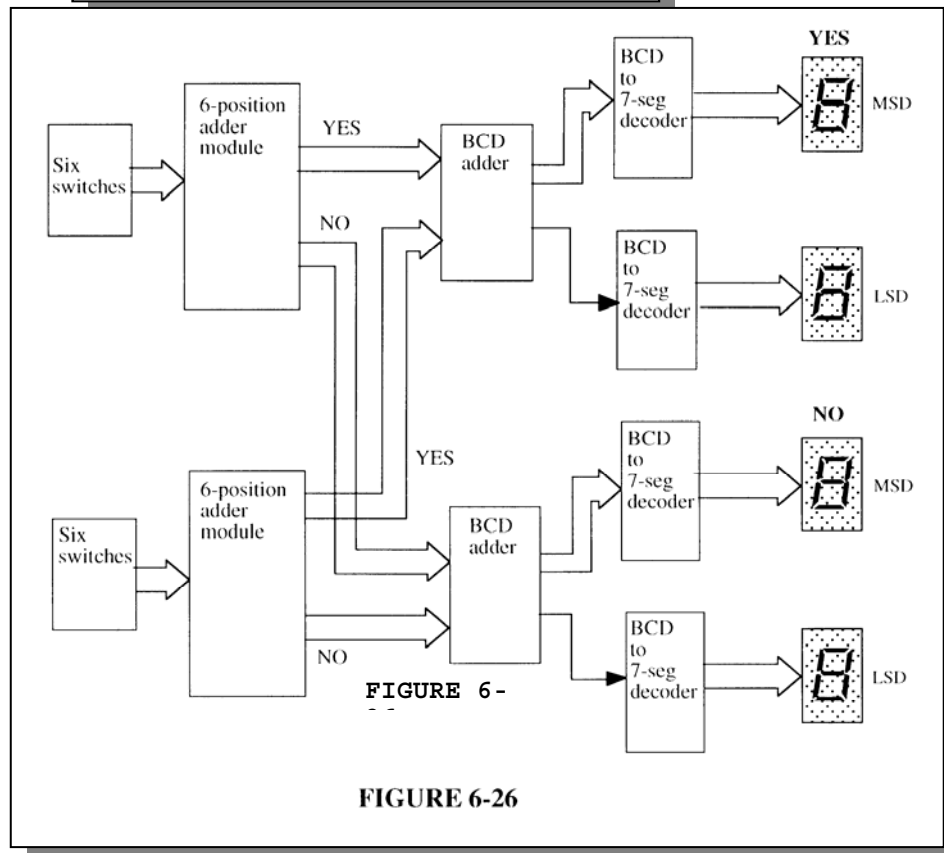 YES
BCD
to
7-seg
decoder
MSD
6-position
adder
module
YES
BCD
adder
Six
switches
NO
BCD
to
7-seg
decoder
LSD
NO
BCD
to
7-seg
decoder
MSD
YES
6-position
adder
module
BCD
adder
Six
switches
NO
BCD
to
7-seg
decoder
LSD
FIGURE 6-
FIGURE 6-26